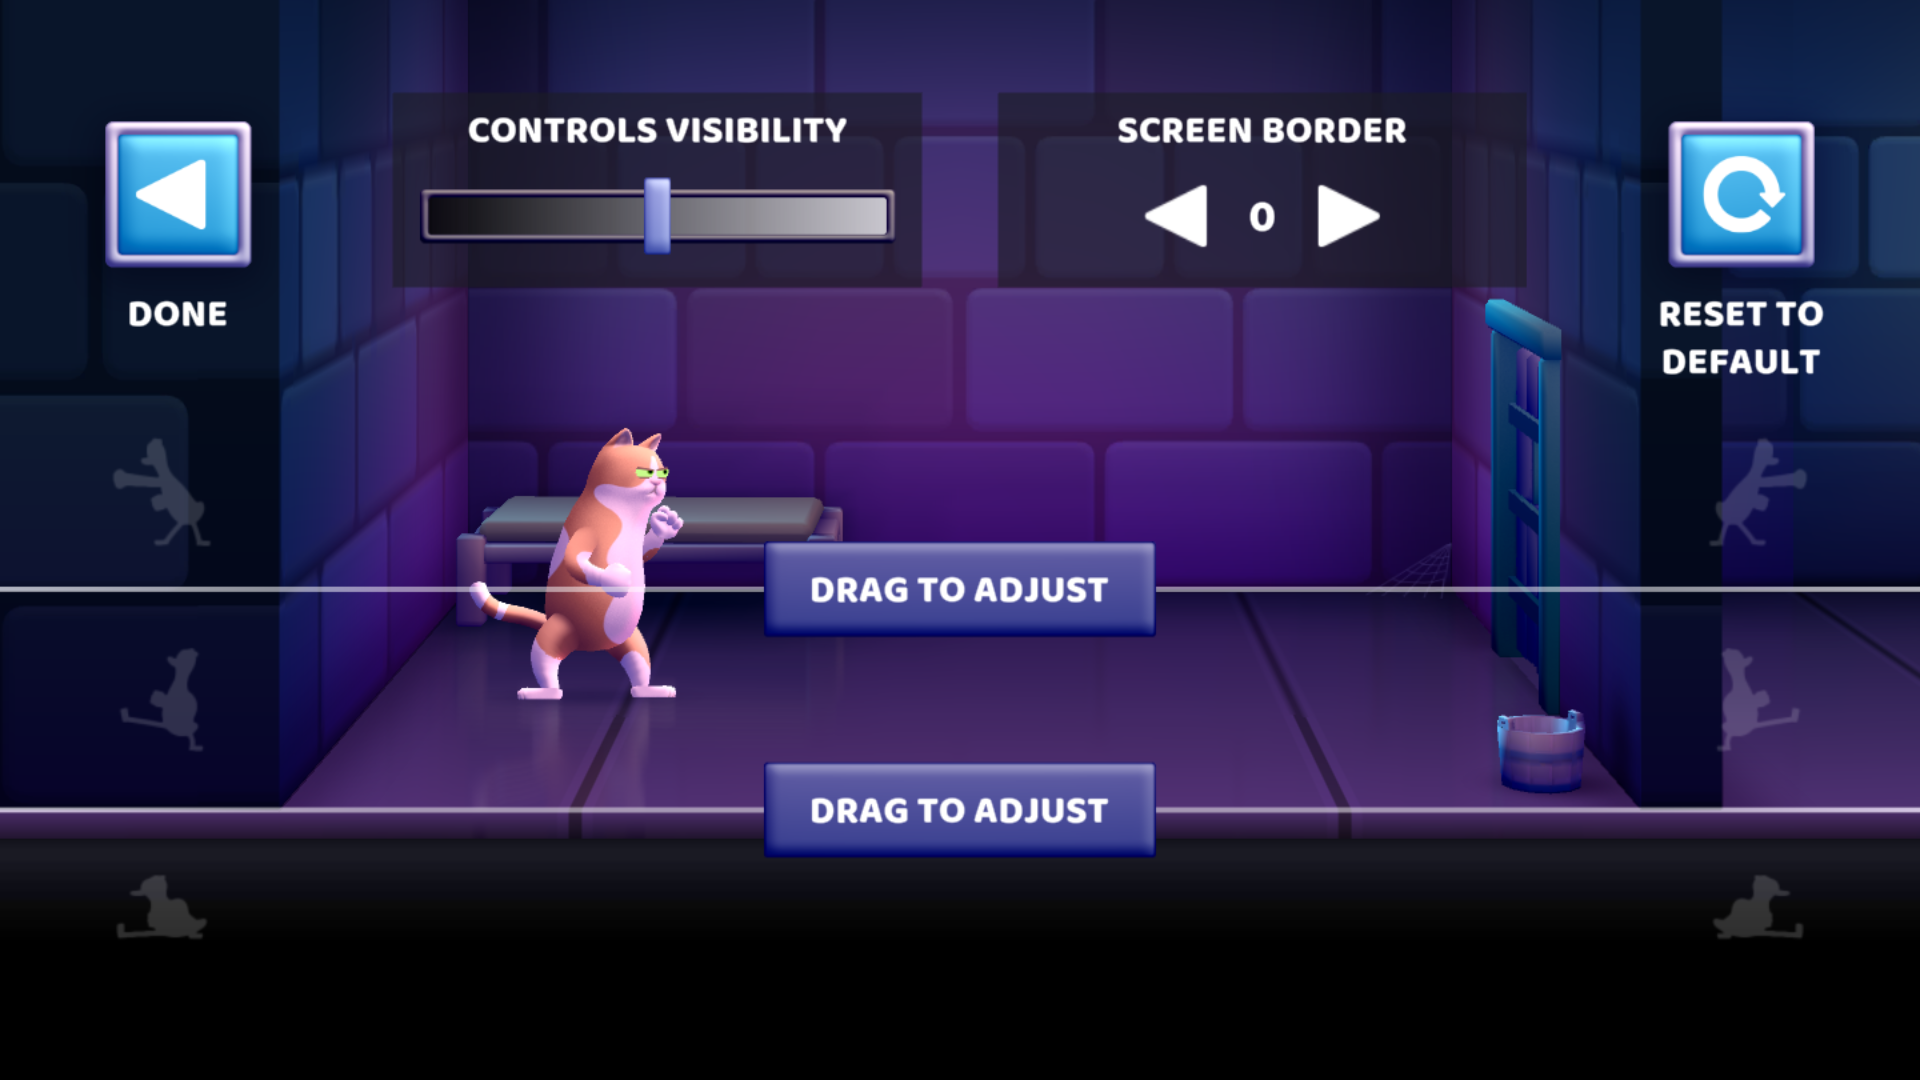 CONTROLS VISIBILITY
SCREEN BORDER
0
DONE
RESET TO
DEFAULT
DRAG TO ADJUST
DRAG TO ADJUST